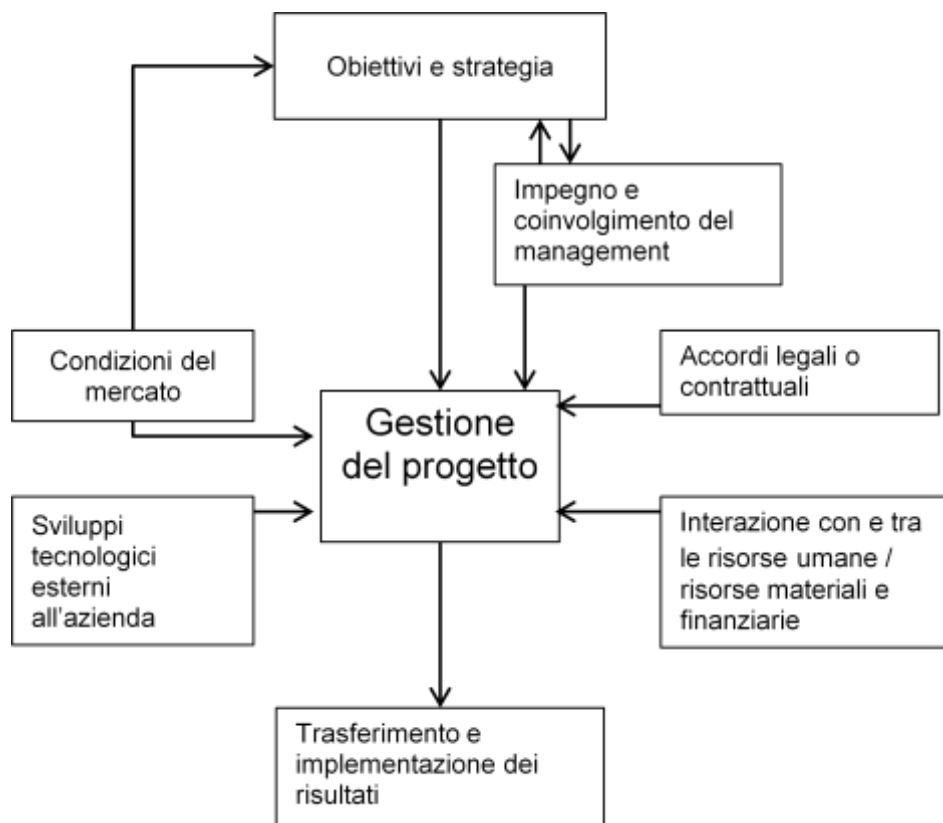 Obiettivi e strategia
Impegno e
coinvolgimento del
management
Condizioni del
mercato
Accordi legali o
contrattuali
Gestione
del progetto
Sviluppi
tecnologici
esterni
all'azienda
Interazione con e tra
le risorse umane /
risorse materiali e
finanziarie
Trasferimento e
implementazione dei
risultati